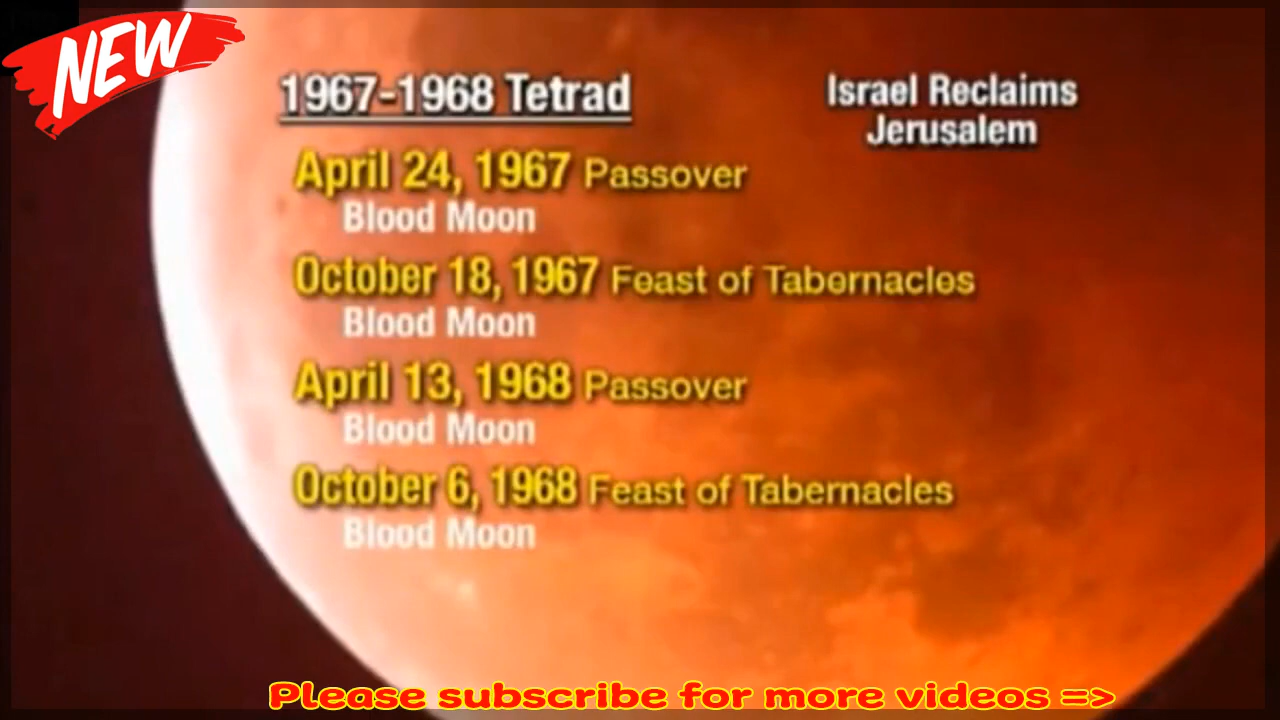 NEW
1967-1968 Tetrad
Israel Reclaims
Jerusalem
April 24, 1967 Passover
Blood Moon
October 18, 1967 Feast of Tabernacles
Blood Moon
April 13, 1968 Passover
Blood Moon
October 6, 1968 Feast of Tabernacles
Blood Moon
Please subscribe for more videos =>